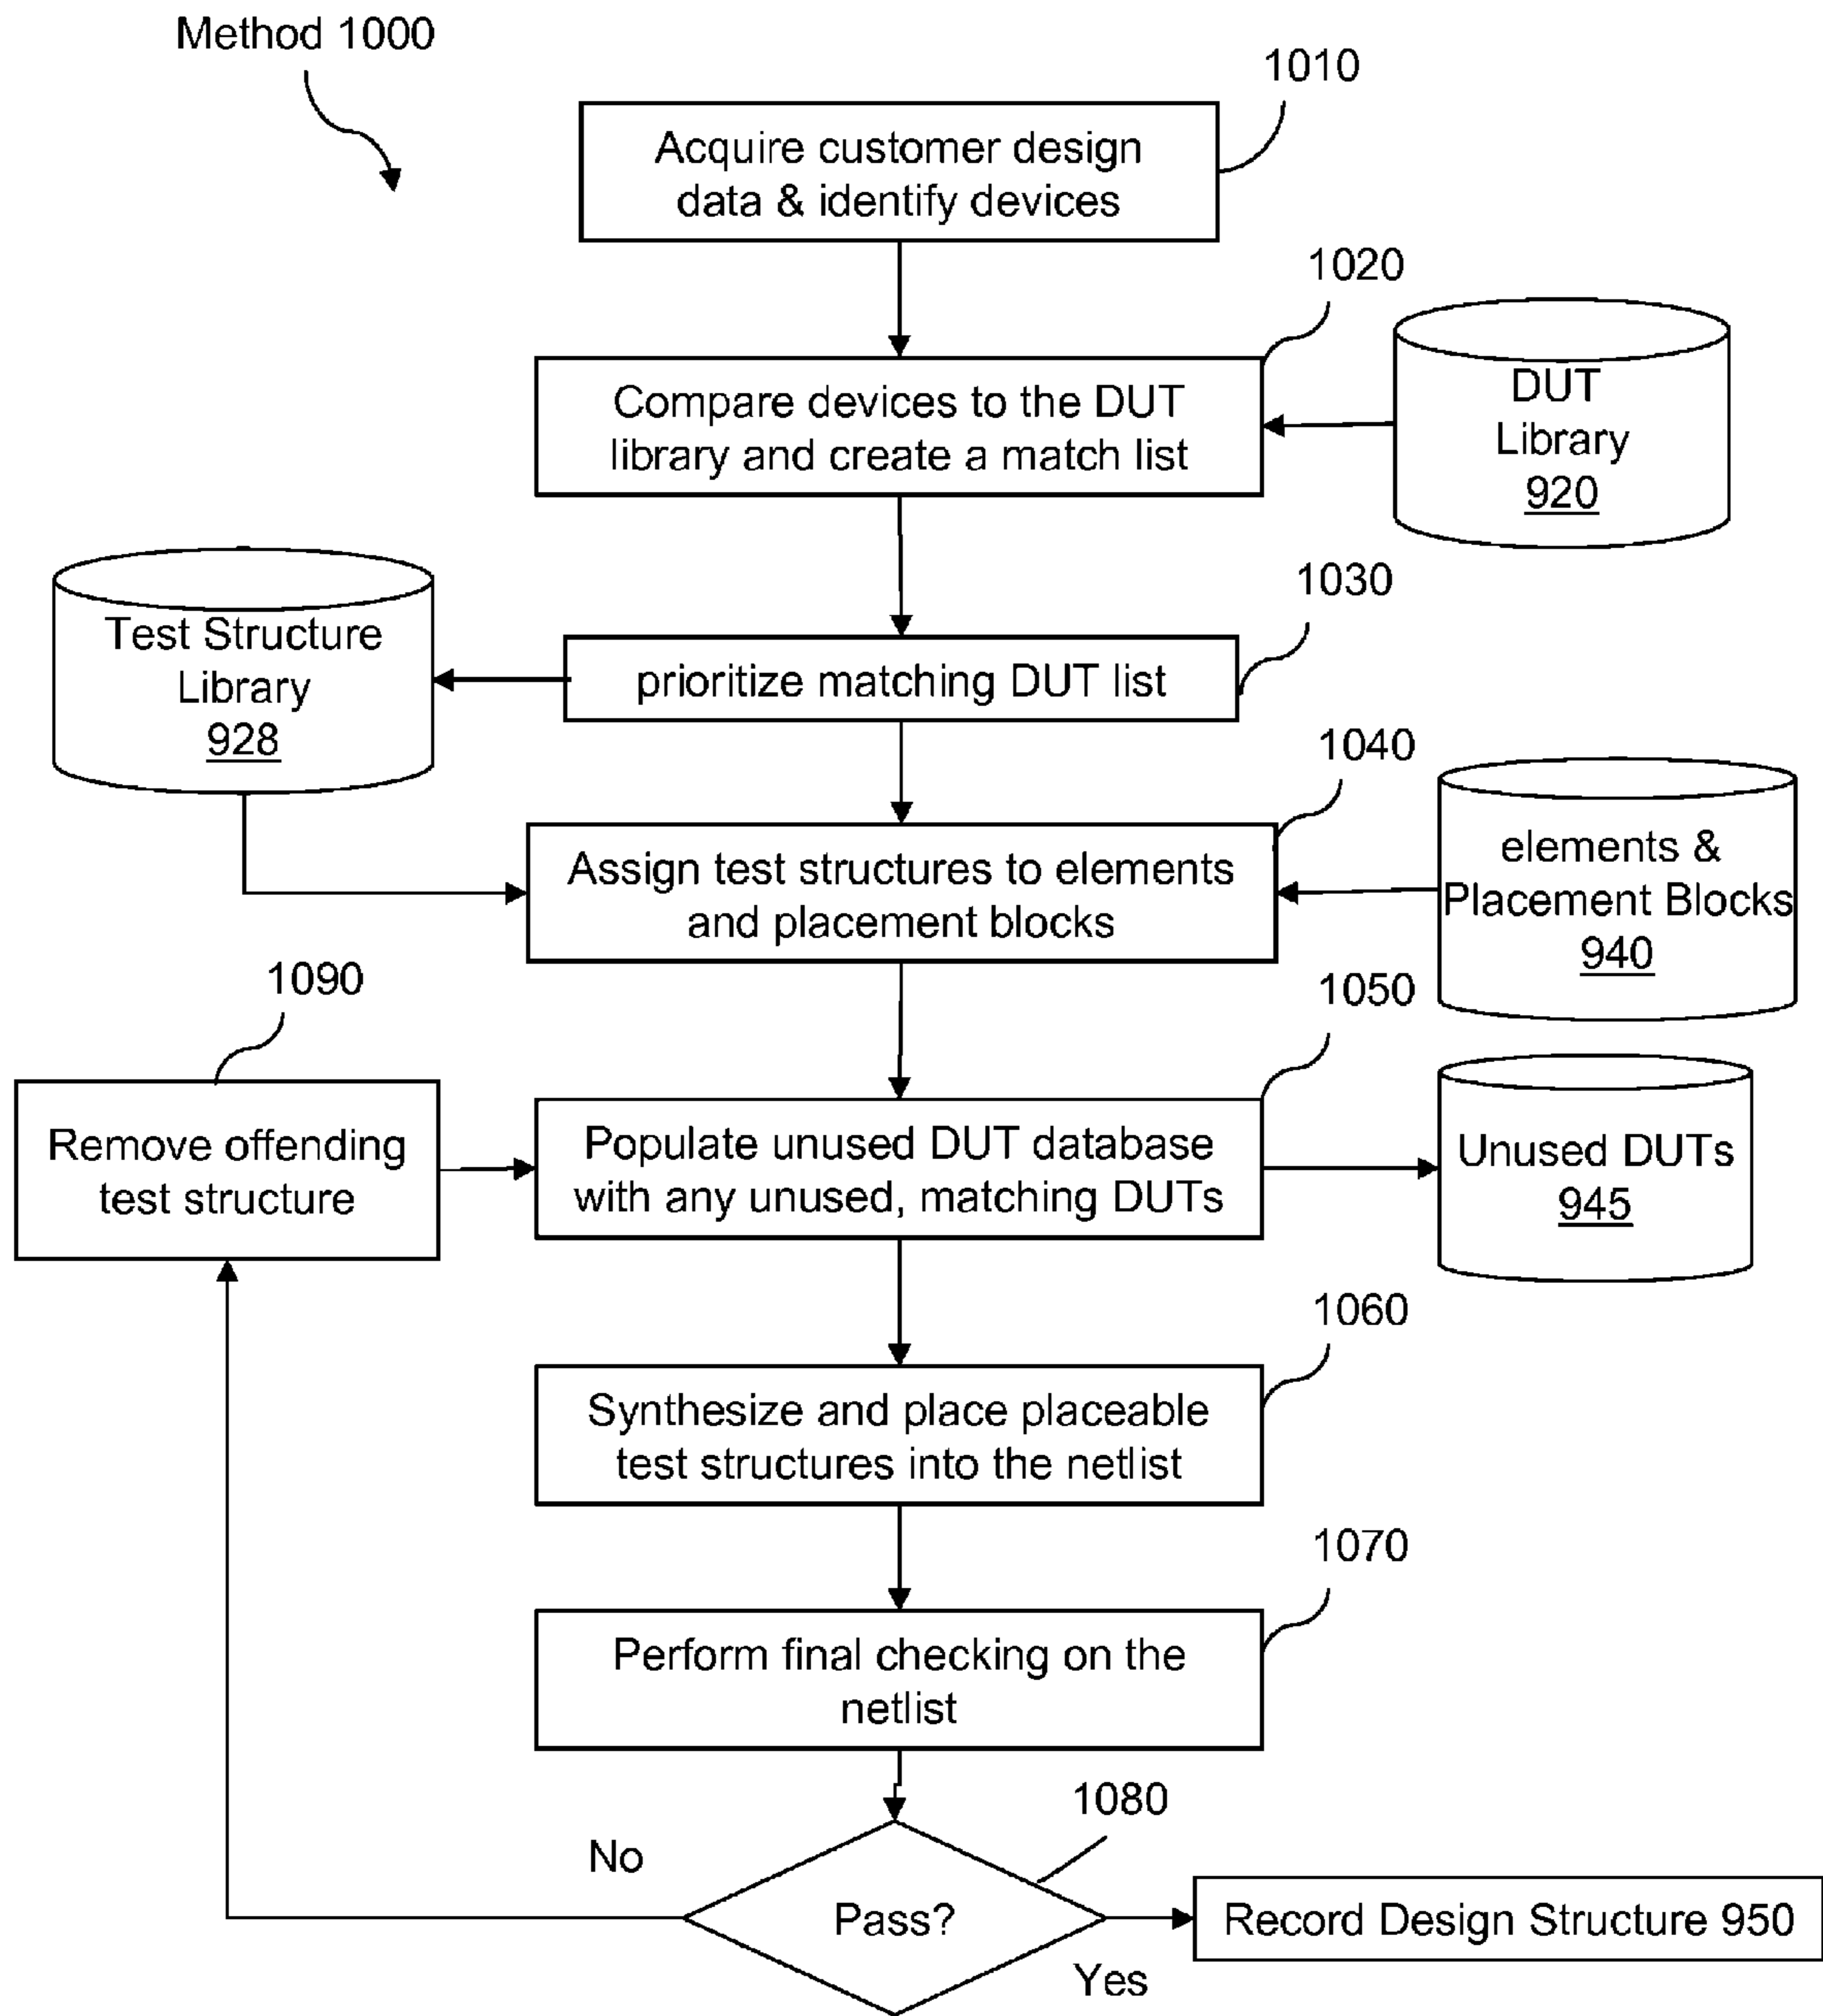 Method 1000
1010
Acquire customer design
data & identify devices
1020
Compare devices to the DUT
library and create a match list
DUT
Library
920
1030
Test Structure
Library
928
prioritize matching DUT list
1040
Assign test structures to elements
and placement blocks
elements &
Placement Blocks
940
1090
1050
Remove offending
test structure
Populate unused DUT database
with any unused, matching DUTs
Unused DUTs
945
1060
Synthesize and place placeable
test structures into the netlist
1070
Perform final checking on the
netlist
1080
No
Pass?
Record Design Structure 950
Yes